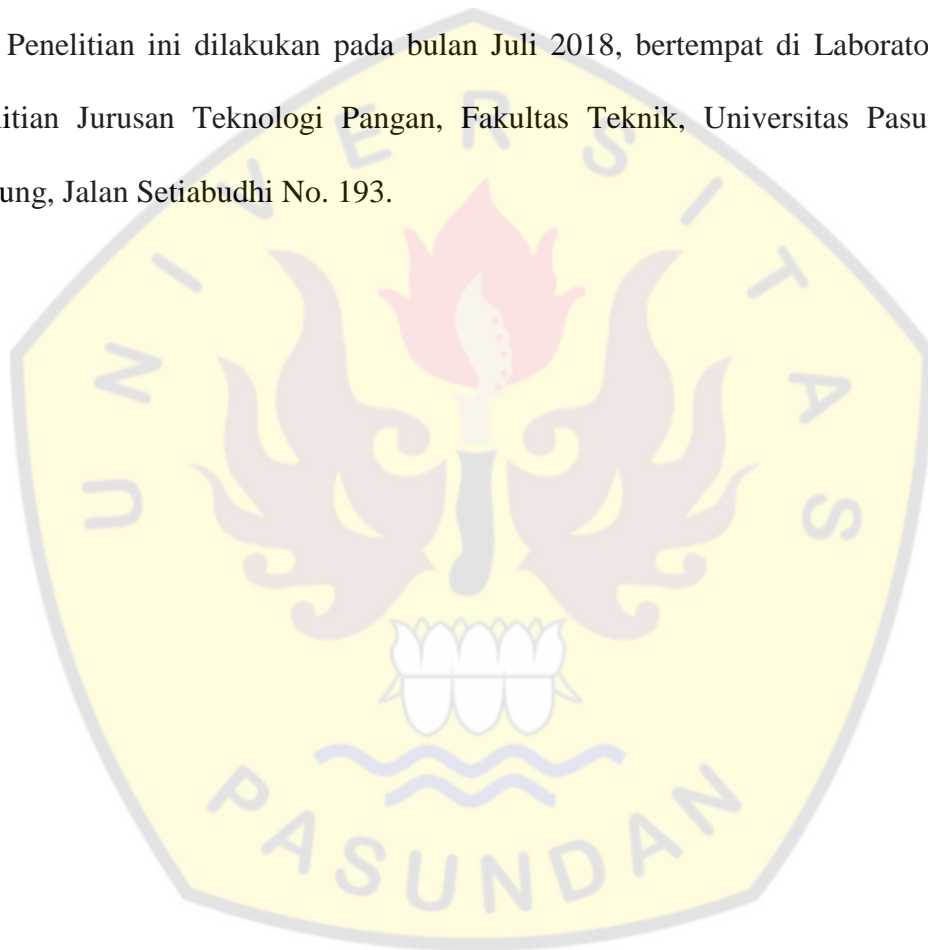 Penelitian ini dilakukan pada bulan Juli 2018, bertempat di Laborato
litian Jurusan Teknologi Pangan, Fakultas Teknik, Universitas Pasu
ung, Jalan Setiabudhi No. 193.
UNIVERSITAS
PASUNDAN